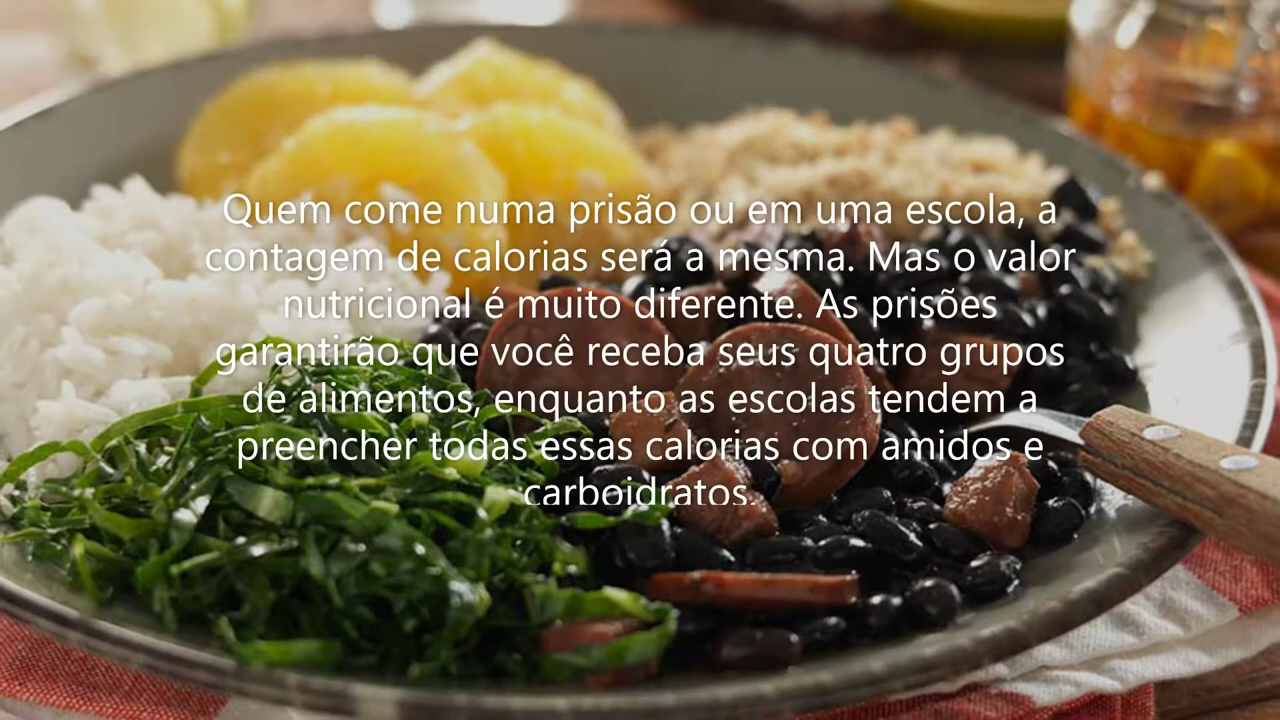 Quem come numa prisão ou em uma escola, a
contagem de calorias será a mesma. Mas o valor
nutricional é muito diferente. As prisões
garantirão que você receba seus quatro grupos
de alimentos, enquanto as escolas tendem a
preencher todas essas calorias com amidos e
carboidratos.